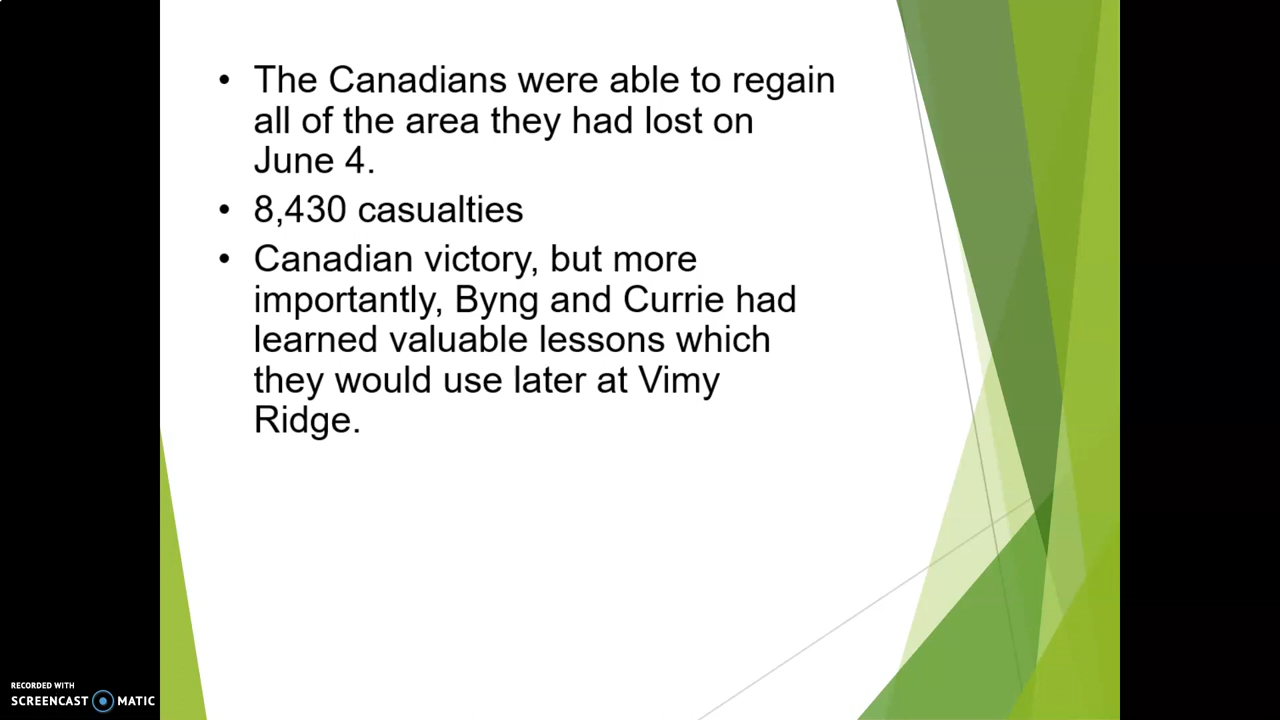 • The Canadians were able to regain
all of the area they had lost on
June 4.
• 8,430 casualties
• Canadian victory, but more
importantly, Byng and Currie had
learned valuable lessons which
they would use later at Vimy
Ridge.
RECORDED WITH
SCREENCAST MATIC